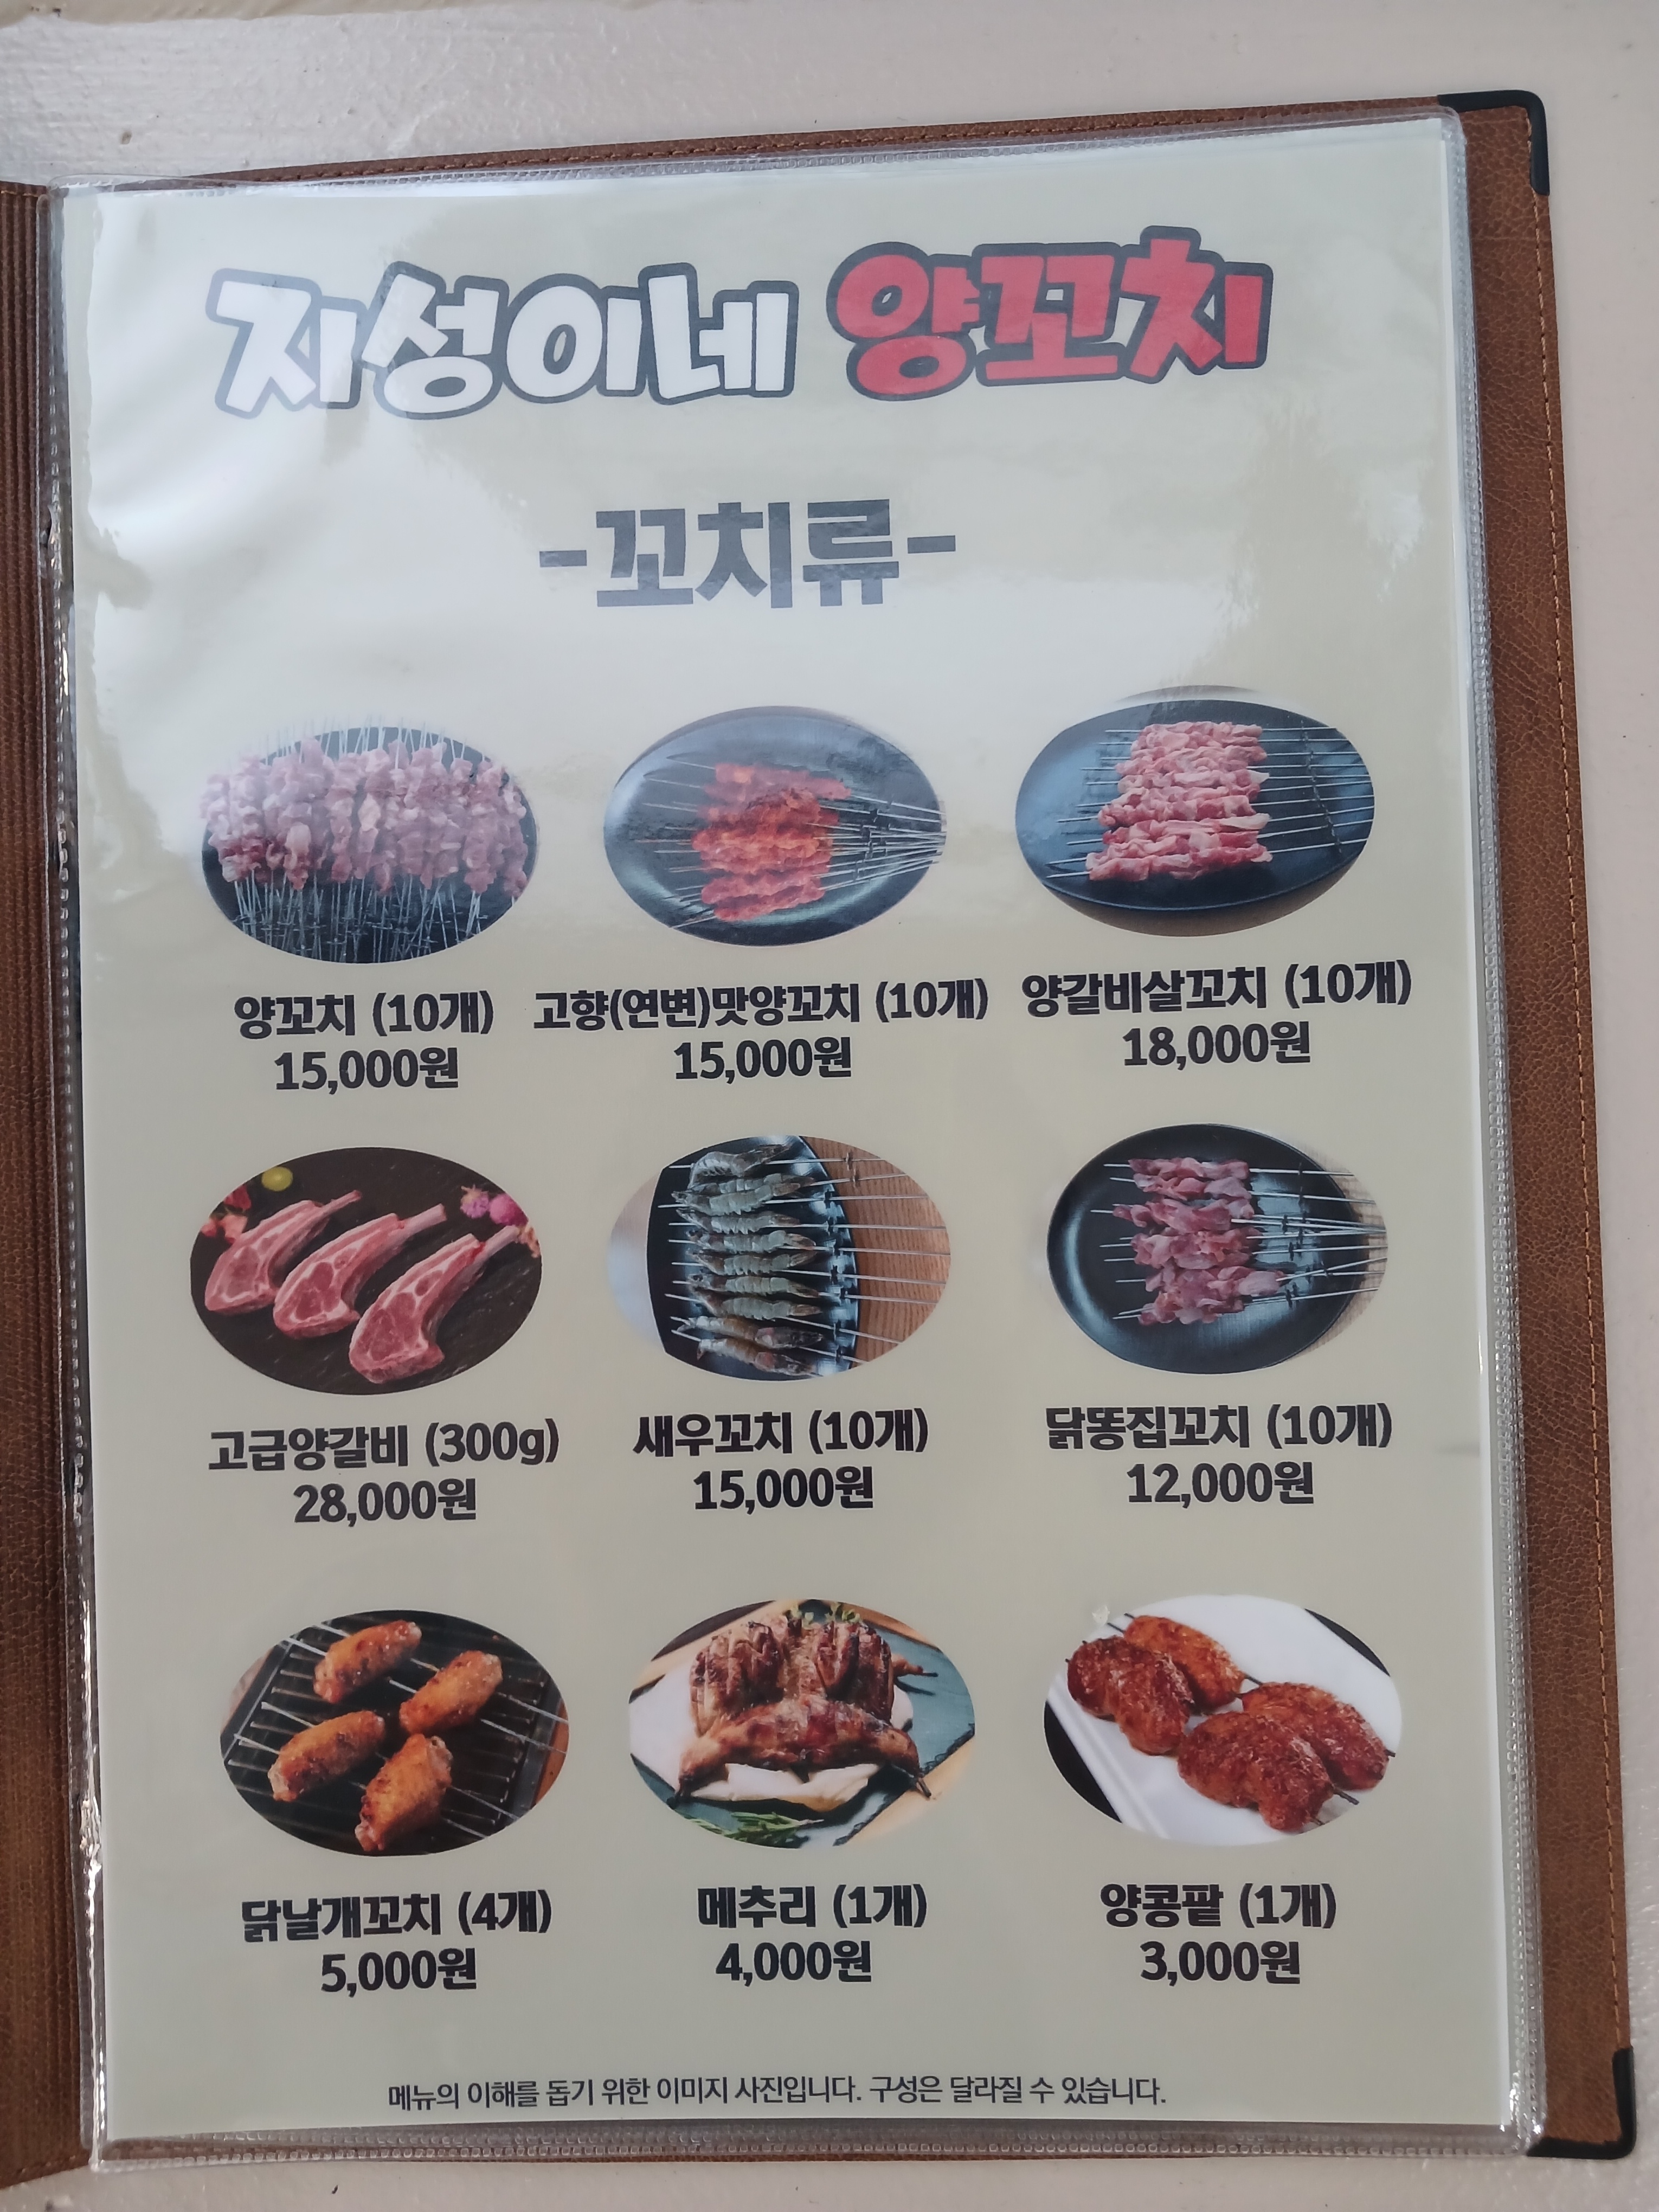 지성이네 양꼬치
-꼬치류-
양꼬치 (10개)
15,000원
고향(연변)맛양꼬치 (10개)
15,000원
양갈비살꼬치 (10개)
18,000원
고급양갈비 (300g)
28,000원
새우꼬치 (10개)
15,000원
닭똥집꼬치 (10개)
12,000원
닭날개꼬치 (4개)
5,000원
메추리 (1개)
4,000원
양콩팥 (1개)
3,000원
메뉴의 이해를 돕기 위한 이미지 사진입니다. 구성은 달라질 수 있습니다.